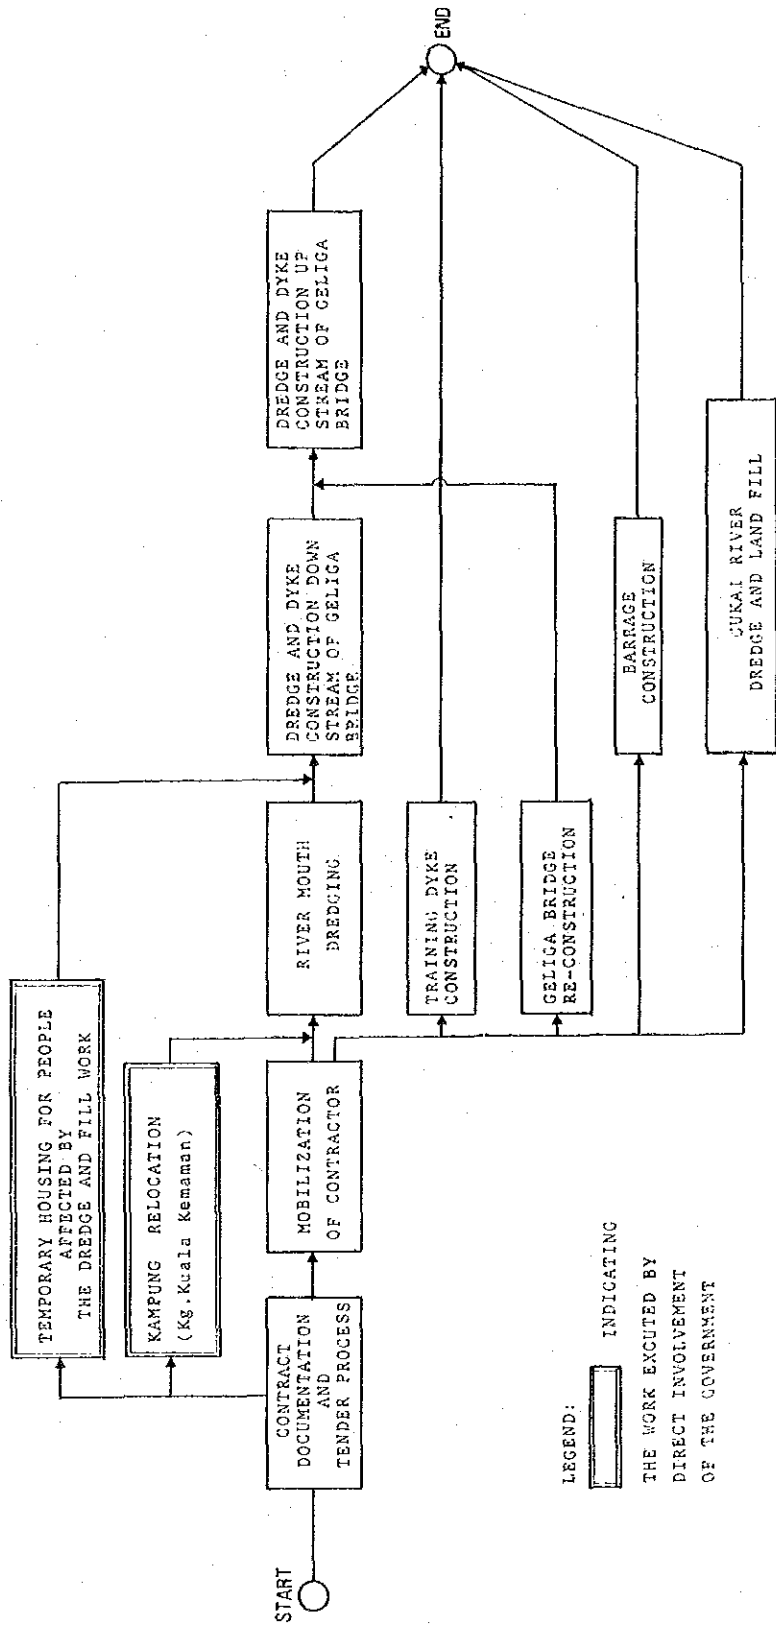 START
CONTRACT
DOCUMENTATION
AND
TENDER PROCESS
TEMPORARY HOUSING FOR PEOPLE
AFFECTED BY
THE DREDGE AND FILL WORK
KAMPUNG RELOCATION
(Kg.Kuala Kemaman)
MOBILIZATION
OF CONTRACTOR
RIVER MOUTH
DREDGING
TRAINING DYKE
CONSTRUCTION
GELIGA BRIDGE
RE-CONSTRUCTION
DREDGE AND DYKE
CONSTRUCTION DOWN
STREAM OF GELIGA
BRIDGE
DREDGE AND DYKE
CONSTRUCTION UP
STREAM OF GELIGA
BRIDGE
BARRAGE
CONSTRUCTION
CUKAI RIVER
DREDGE AND LAND FILL
END
LEGEND:
INDICATING
THE WORK EXCUTED BY
DIRECT INVOLVEMENT
OF THE GOVERNMENT